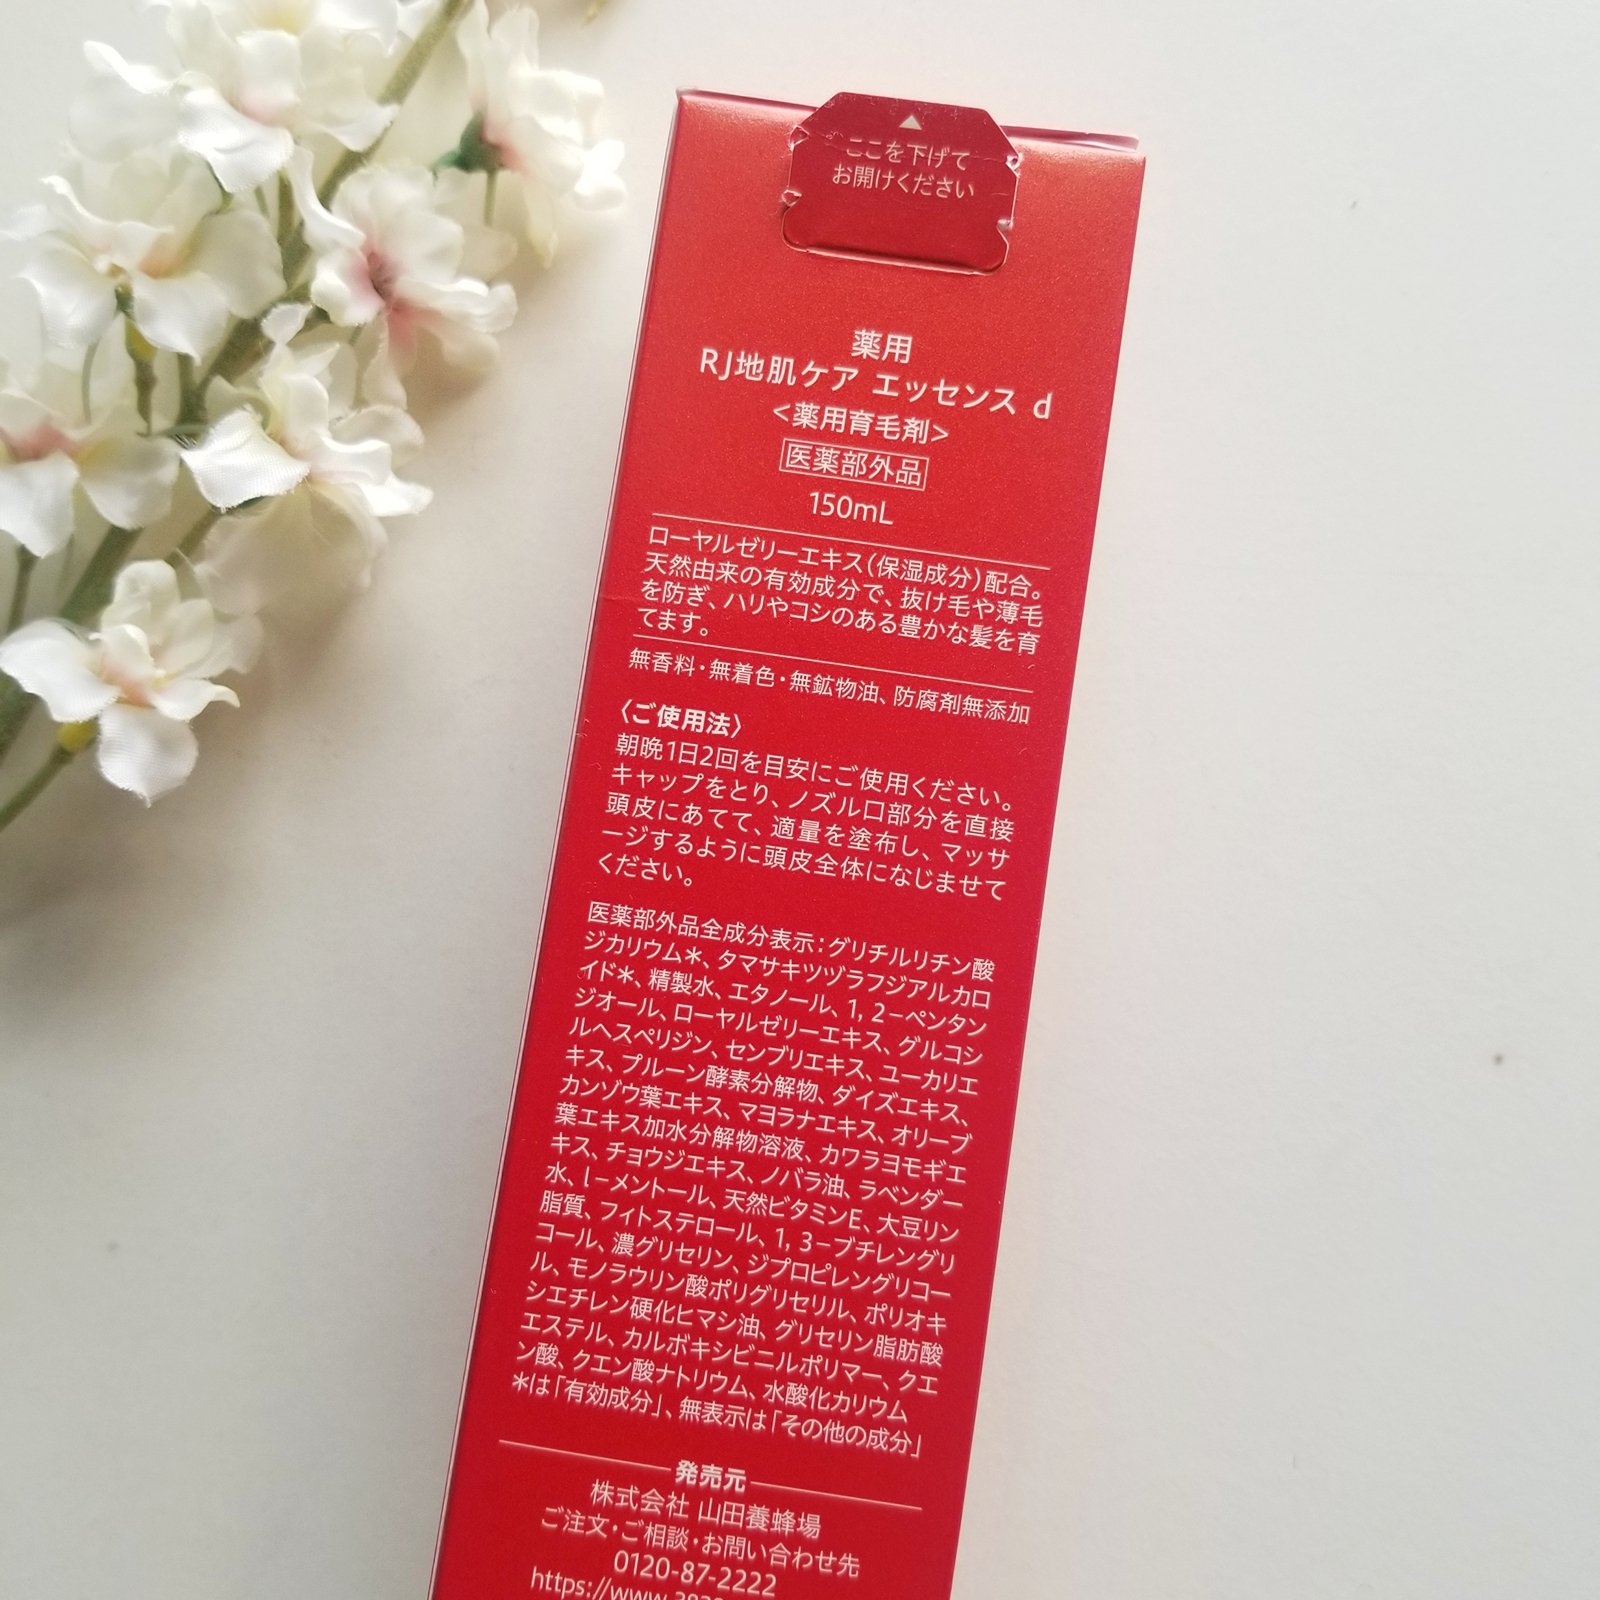 ここを下げて
お開けください
薬用
RJ地肌ケア エッセンス d
<薬用育毛剤>
医薬部外品
150mL
ローヤルゼリーエキス(保湿成分)配合。
天然由来の有効成分で、抜け毛や薄毛
を防ぎ、ハリやコシのある豊かな髪を育
てます。
無香料・無着色・無鉱物油、防腐剤無添加
〈ご使用法〉
朝晩1日2回を目安にご使用ください。
キャップをとり、ノズル口部分を直接
頭皮にあてて、適量を塗布し、マッサ
ージするように頭皮全体になじませて
ください。
医薬部外品全成分表示:グリチルリチン酸
ジカリウム*、タマサキツヅラフジアルカロ
イド*、精製水、エタノール、1, 2-ペンタン
ジオール、ローヤルゼリーエキス、グルコシ
ルヘスペリジン、センブリエキス、ユーカリエ
キス、プルーン酵素分解物、ダイズエキス、
カンゾウ葉エキス、マヨラナエキス、オリーブ
葉エキス加水分解物溶液、カワラヨモギエ
キス、チョウジエキス、ノバラ油、ラベンダー
水、l-メントール、天然ビタミンE、大豆リン
脂質、フィトステロール、1, 3-ブチレングリ
コール、濃グリセリン、ジプロピレングリコー
ル、モノラウリン酸ポリグリセリル、ポリオキ
シエチレン硬化ヒマシ油、グリセリン脂肪酸
エステル、カルボキシビニルポリマー、クエ
ン酸、クエン酸ナトリウム、水酸化カリウム
*は「有効成分」、無表示は「その他の成分」
発売元
株式会社 山田養蜂場
ご注文・ご相談・お問い合わせ先
0120-87-2222